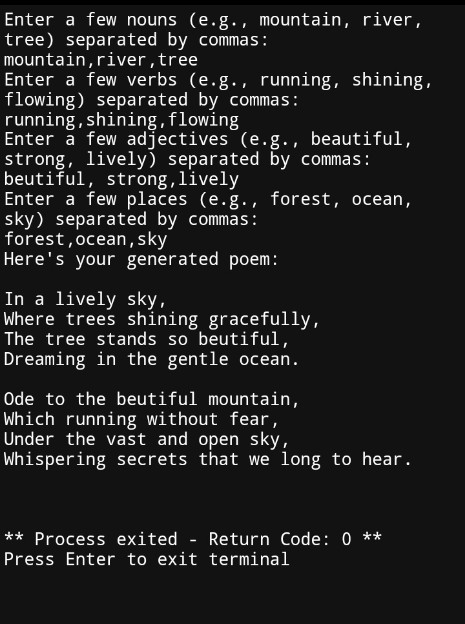 Enter a few nouns (e.g., mountain, river,
tree) separated by commas:
mountain,river,tree
Enter a few verbs (e.g., running, shining,
flowing) separated by commas:
running,shining,flowing
Enter a few adjectives (e.g., beautiful,
strong, lively) separated by commas:
beutiful, strong,lively
Enter a few places (e.g., forest, ocean,
sky) separated by commas:
forest,ocean,sky
Here's your generated poem:

In a lively sky,
Where trees shining gracefully,
The tree stands so beutiful,
Dreaming in the gentle ocean.

Ode to the beutiful mountain,
Which running without fear,
Under the vast and open sky,
Whispering secrets that we long to hear.

** Process exited - Return Code: 0 **
Press Enter to exit terminal